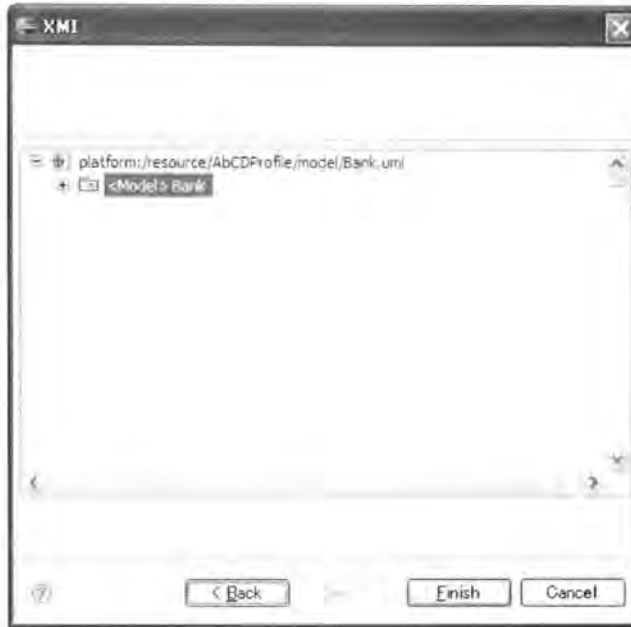 XMI
platform:/resource/AbCDProfile/model/Bank.uml
<Model> Bank
< Back
Finish
Cancel